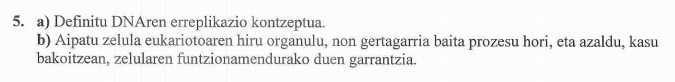 5. a) Definitu DNAren erreplikazio kontzeptua.
b) Aipatu zelula eukariotoaren hiru organulu, non gertagarria baita prozesu hori, eta azaldu, kasu
bakoitzean, zelularen funtzionamendurako duen garrantzia.